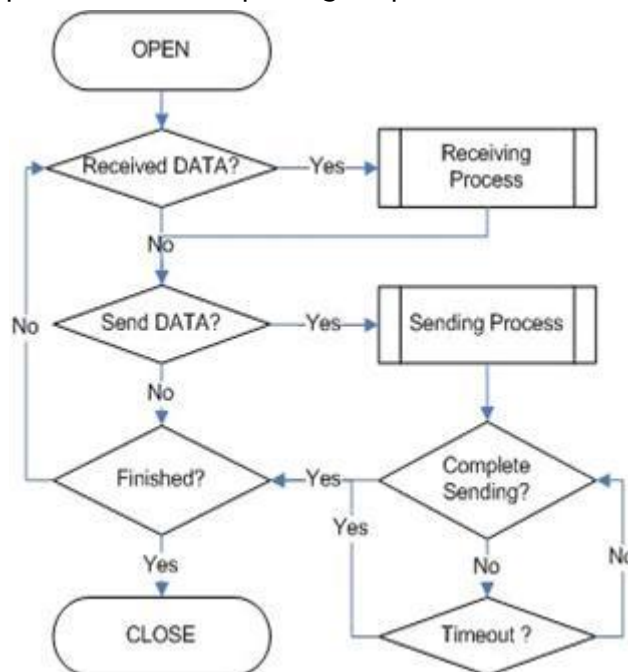 OPEN
Received DATA?
Yes
Receiving
Process
No
Send DATA?
Yes
Sending Process
No
No
Finished?
Yes
Complete
Sending?
Yes
No
No
Yes
CLOSE
Timeout ?